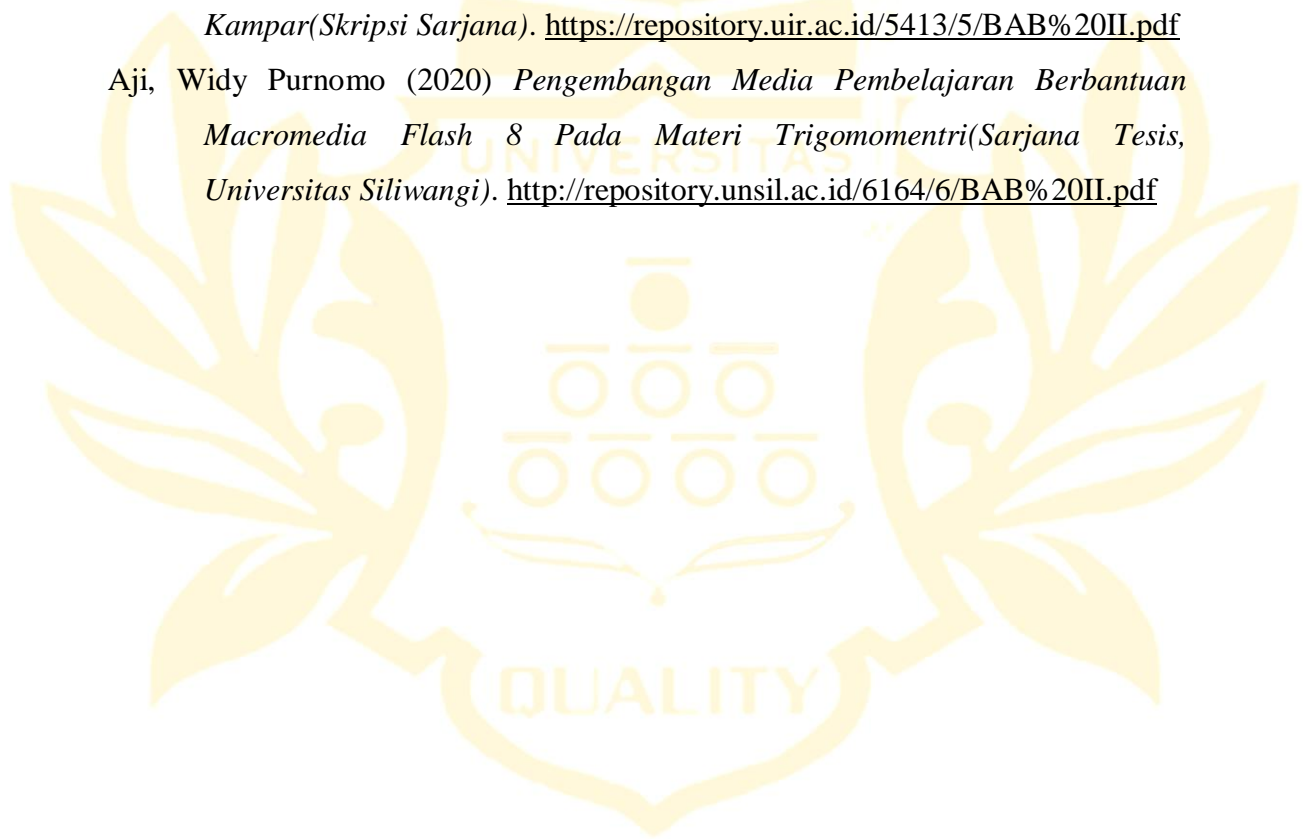 Kampar(Skripsi Sarjana). https://repository.uir.ac.id/5413/5/BAB%20II.pdf
Aji, Widy Purnomo (2020) Pengembangan Media Pembelajaran Berbantuan
Macromedia Flash 8 Pada Materi Trigomomentri(Sarjana Tesis,
UNIVERSITAS
Universitas Siliwangi). http://repository.unsil.ac.id/6164/6/BAB%20II.pdf
QUALITY